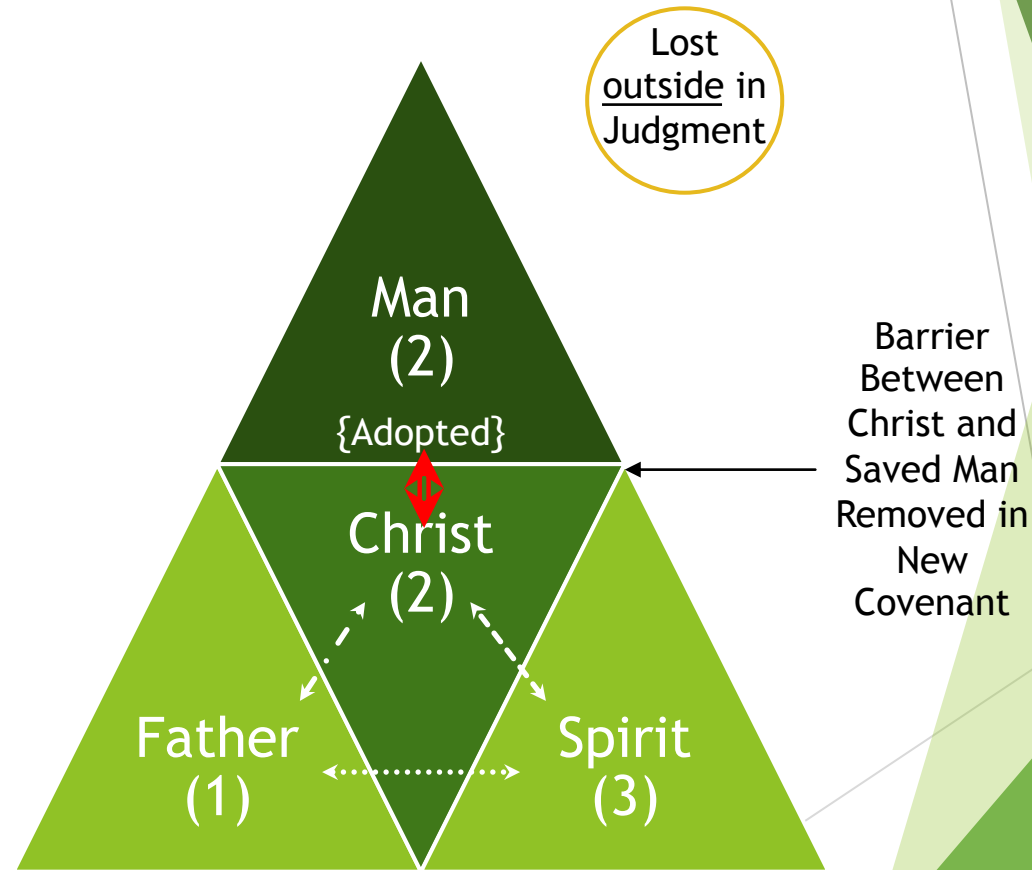 Lost
outside in
Judgment
Man
(2)
{Adopted}
Christ
(2)
Father
(1)
Spirit
(3)
Barrier
Between
Christ and
Saved Man
Removed in
New
Covenant